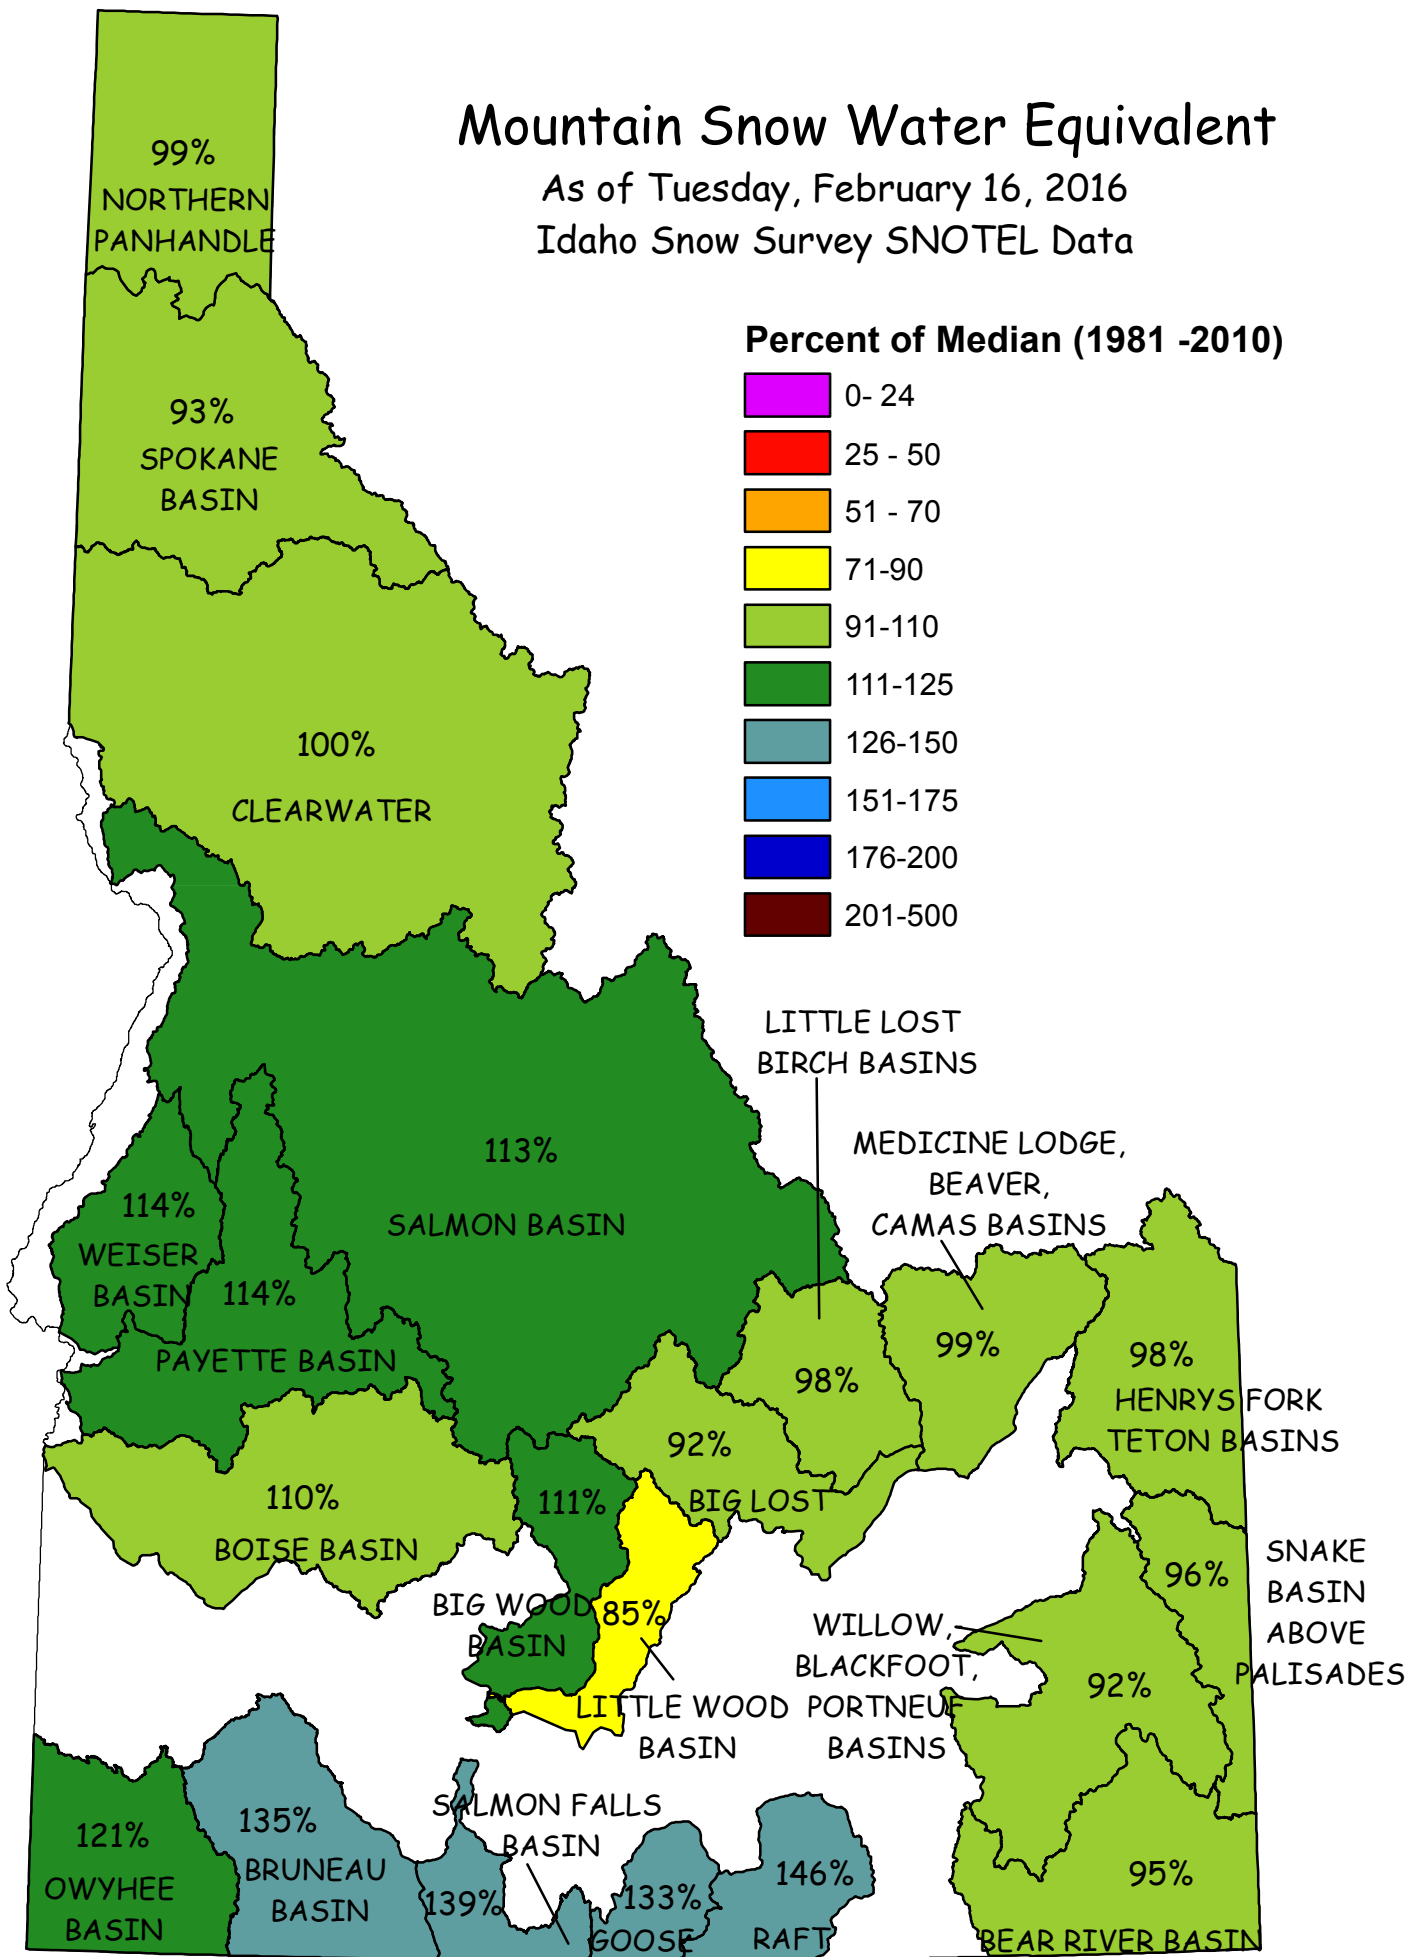 Mountain Snow Water Equivalent
As of Tuesday, February 16, 2016
Idaho Snow Survey SNOTEL Data
Percent of Median (1981 -2010)
0- 24
25 - 50
51 - 70
71-90
91-110
111-125
126-150
151-175
176-200
201-500
99%
NORTHERN
PANHANDLE
93%
SPOKANE
BASIN
100%
CLEARWATER
113%
SALMON BASIN
114%
WEISER
BASIN
114%
PAYETTE BASIN
LITTLE LOST
BIRCH BASINS
98%
MEDICINE LODGE,
BEAVER,
CAMAS BASINS
99%
98%
HENRYS FORK
TETON BASINS
92%
BIG LOST
110%
BOISE BASIN
111%
BIG WOOD
BASIN
85%
LITTLE WOOD
BASIN
WILLOW,
BLACKFOOT,
PORTNEUF
BASINS
92%
96%
SNAKE
BASIN
ABOVE
PALISADES
121%
OWYHEE
BASIN
135%
BRUNEAU
BASIN
SALMON FALLS
BASIN
139%
133%
GOOSE
146%
RAFT
95%
BEAR RIVER BASIN